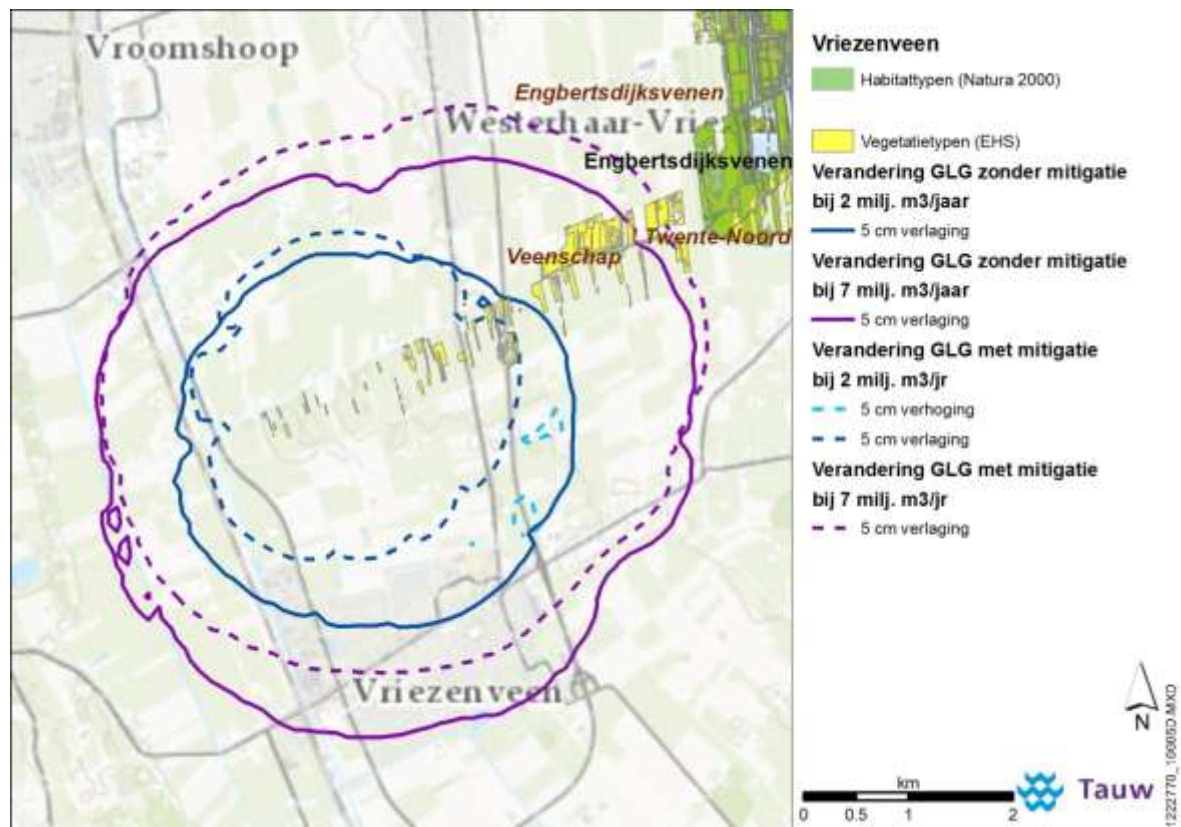 Vroomshoop
Engbertsdijksvenen
Westerhaar-Vriezen
Engbertsdijksvenen
Twente-Noord
Veenschap
Vriezenveen
Vriezenveen
Habitattypen (Natura 2000)
Vegetatietypen (EHS)
Verandering GLG zonder mitigatie
bij 2 milj. m3/jaar
5 cm verlaging
Verandering GLG zonder mitigatie
bij 7 milj. m3/jaar
5 cm verlaging
Verandering GLG met mitigatie
bij 2 milj. m3/jr
5 cm verhoging
5 cm verlaging
Verandering GLG met mitigatie
bij 7 milj. m3/jr
5 cm verlaging
N
km
0 0.5 1 2
Tauw